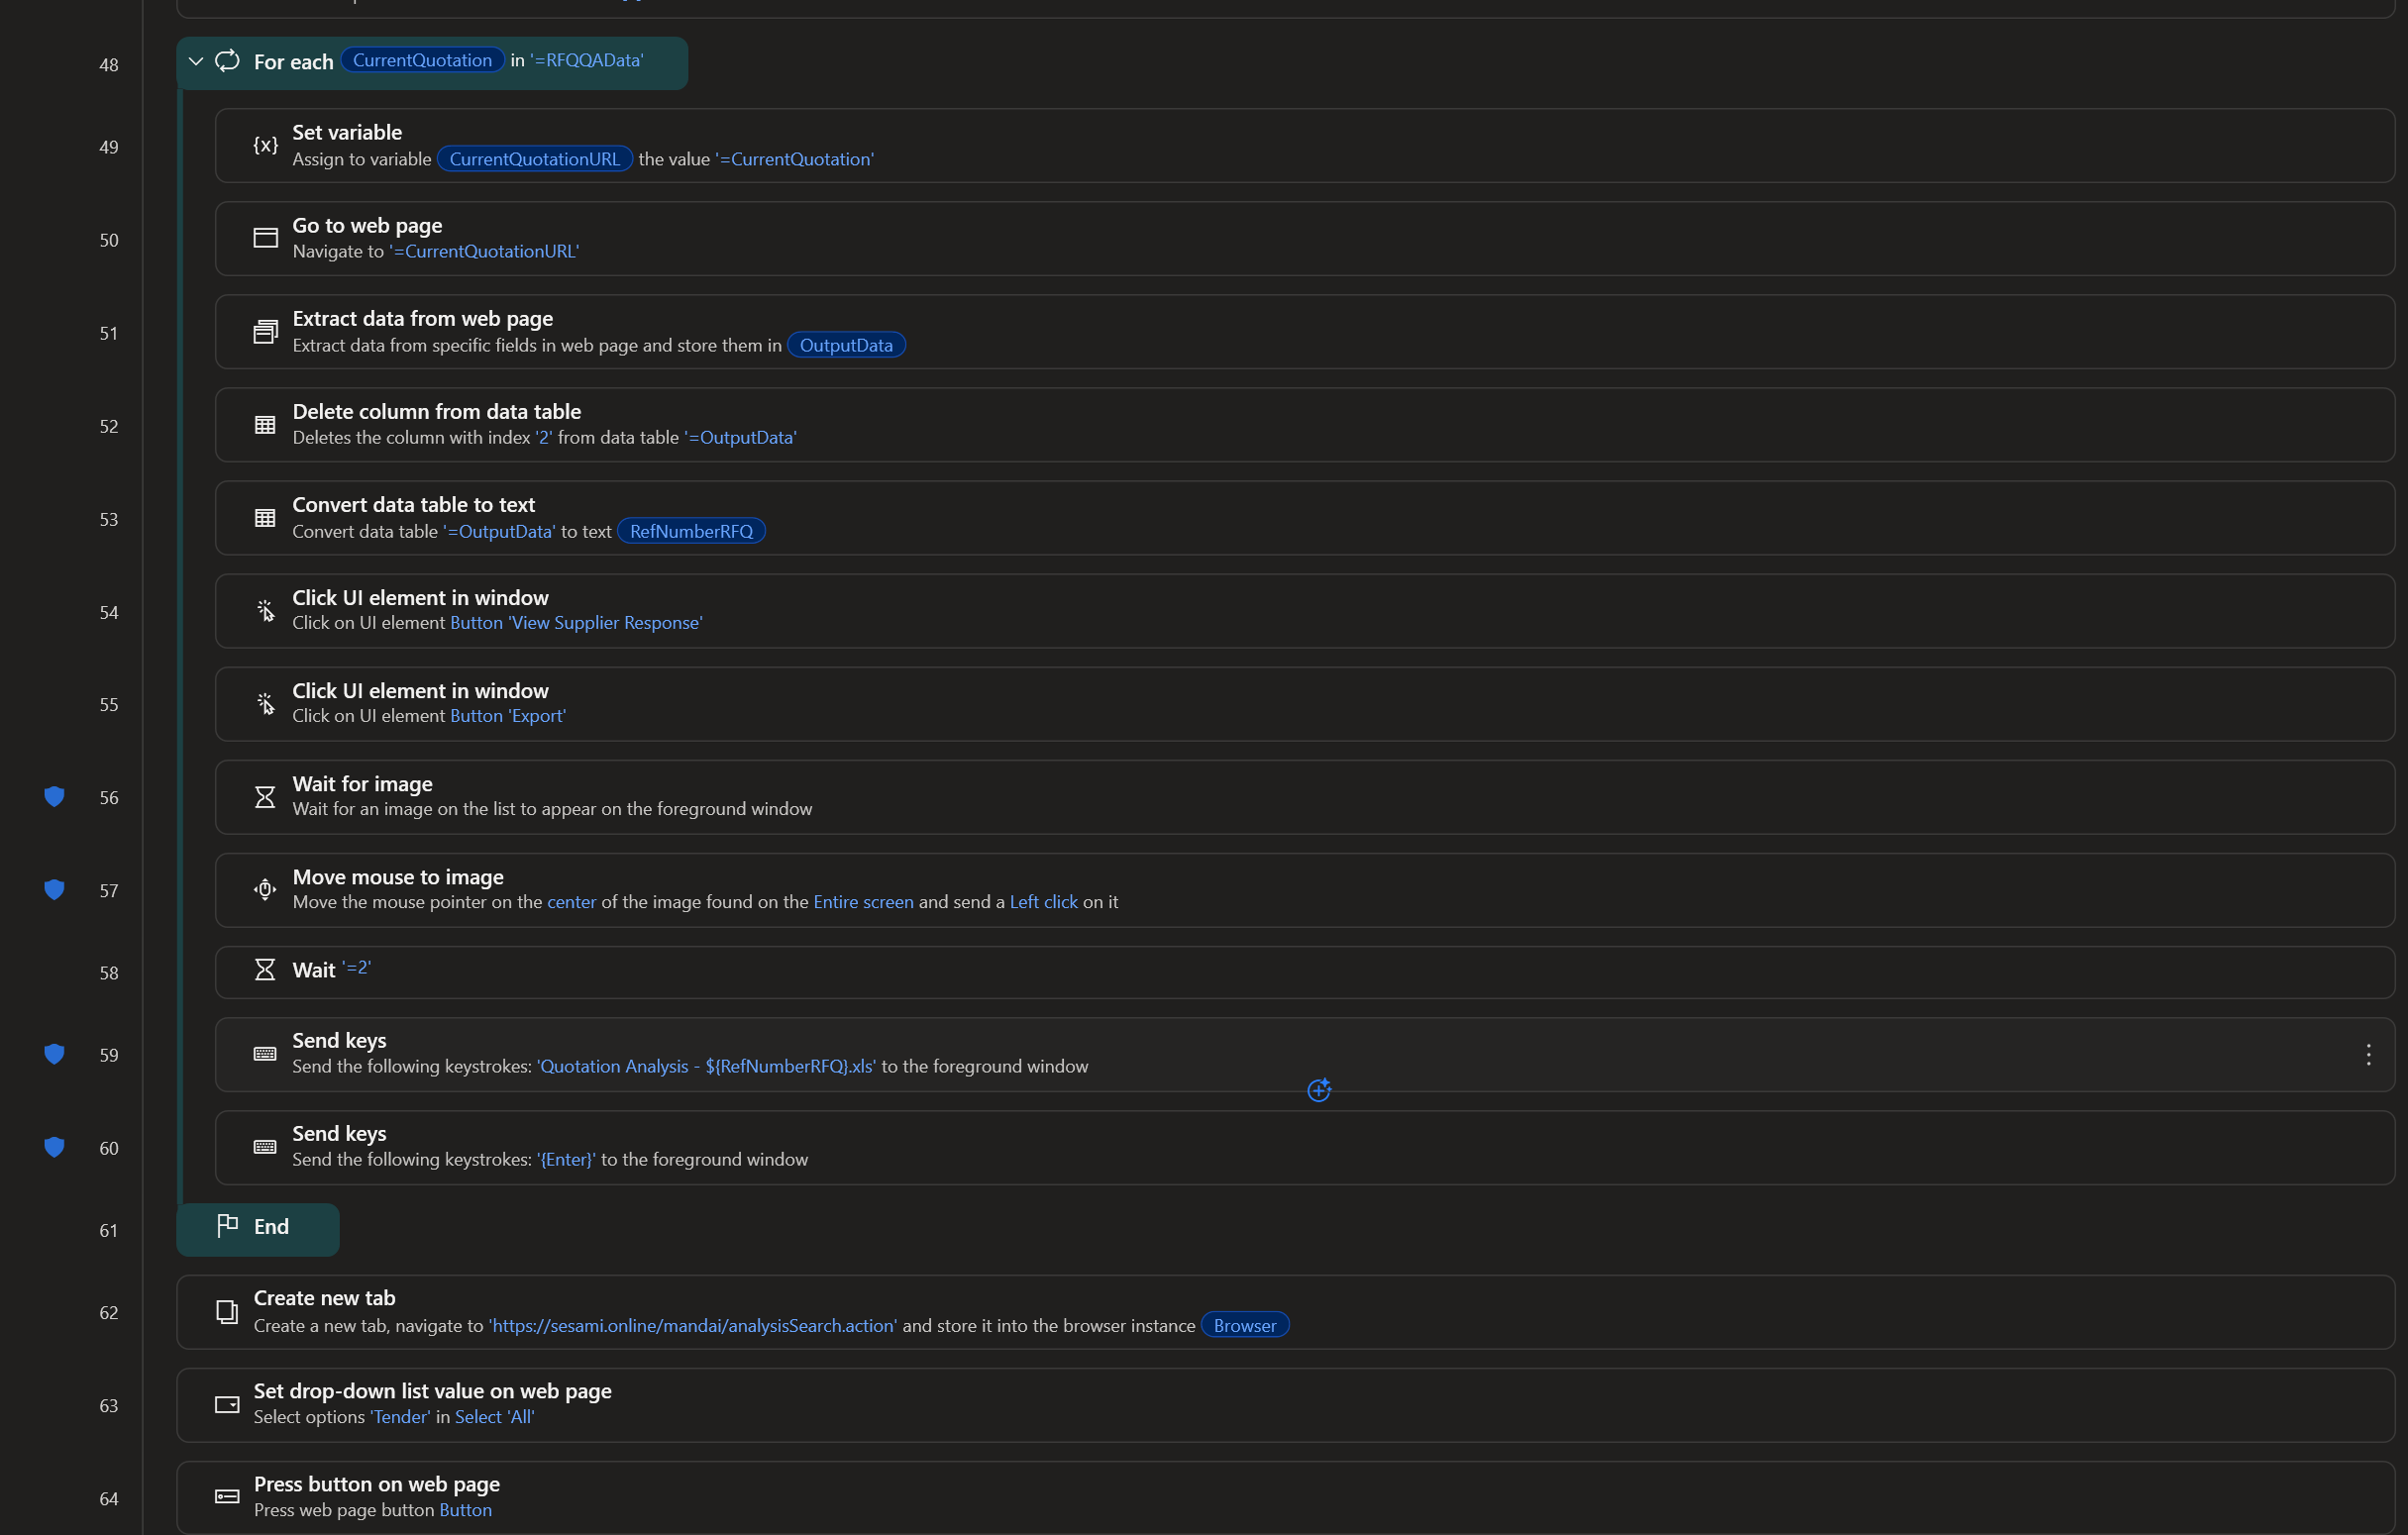 48
For each CurrentQuotation in '=RFQQAData'
49
Set variable
Assign to variable CurrentQuotationURL the value '=CurrentQuotation'
50
Go to web page
Navigate to '=CurrentQuotationURL'
51
Extract data from web page
Extract data from specific fields in web page and store them in OutputData
52
Delete column from data table
Deletes the column with index '2' from data table '=OutputData'
53
Convert data table to text
Convert data table '=OutputData' to text RefNumberRFQ
54
Click UI element in window
Click on UI element Button 'View Supplier Response'
55
Click UI element in window
Click on UI element Button 'Export'
56
Wait for image
Wait for an image on the list to appear on the foreground window
57
Move mouse to image
Move the mouse pointer on the center of the image found on the Entire screen and send a Left click on it
58
Wait '=2'
59
Send keys
Send the following keystrokes: 'Quotation Analysis - ${RefNumberRFQ}.xls' to the foreground window
60
Send keys
Send the following keystrokes: '{Enter}' to the foreground window
61
End
62
Create new tab
Create a new tab, navigate to 'https://sesami.online/mandai/analysisSearch.action' and store it into the browser instance Browser
63
Set drop-down list value on web page
Select options 'Tender' in Select 'All'
64
Press button on web page
Press web page button Button